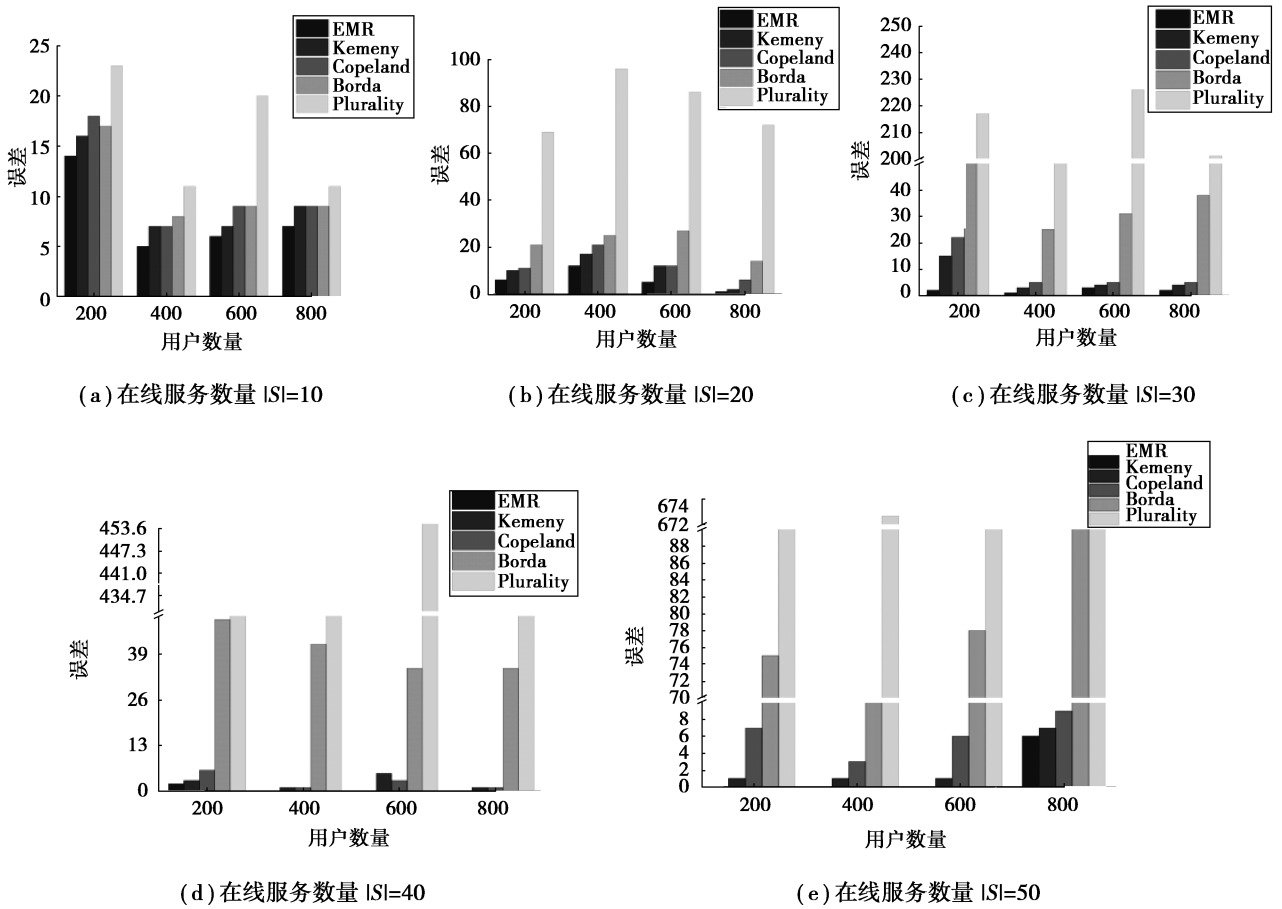 EMR
Kemeny
Copeland
Borda
Plurality
25
20
15
10
5
0
误差
200 400 600 800
用户数量
(a)在线服务数量 |S|=10
EMR
Kemeny
Copeland
Borda
Plurality
100
80
60
40
20
0
误差
200 400 600 800
用户数量
(b)在线服务数量 |S|=20
EMR
Kemeny
Copeland
Borda
Plurality
250
240
230
220
210
200
40
30
20
10
0
误差
200 400 600 800
用户数量
(c)在线服务数量 |S|=30
EMR
Kemeny
Copeland
Borda
Plurality
453.6
447.3
441.0
434.7
39
26
13
0
误差
200 400 600 800
用户数量
(d)在线服务数量 |S|=40
EMR
Kemeny
Copeland
Borda
Plurality
674
672
88
86
84
82
80
78
76
74
72
70
8
6
4
2
0
误差
200 400 600 800
用户数量
(e)在线服务数量 |S|=50